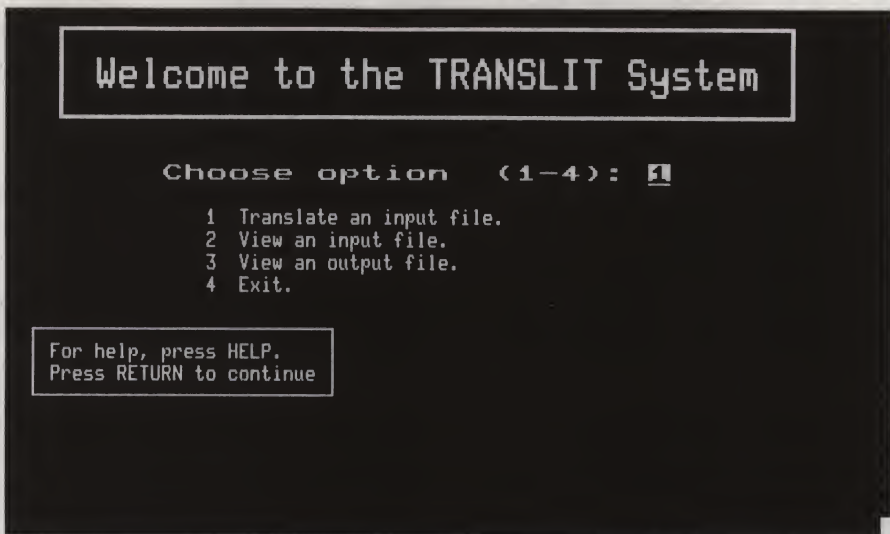 Welcome to the TRANSLIT System
Choose option (1-4): 1
1 Translate an input file.
2 View an input file.
3 View an output file.
4 Exit.
For help, press HELP.
Press RETURN to continue